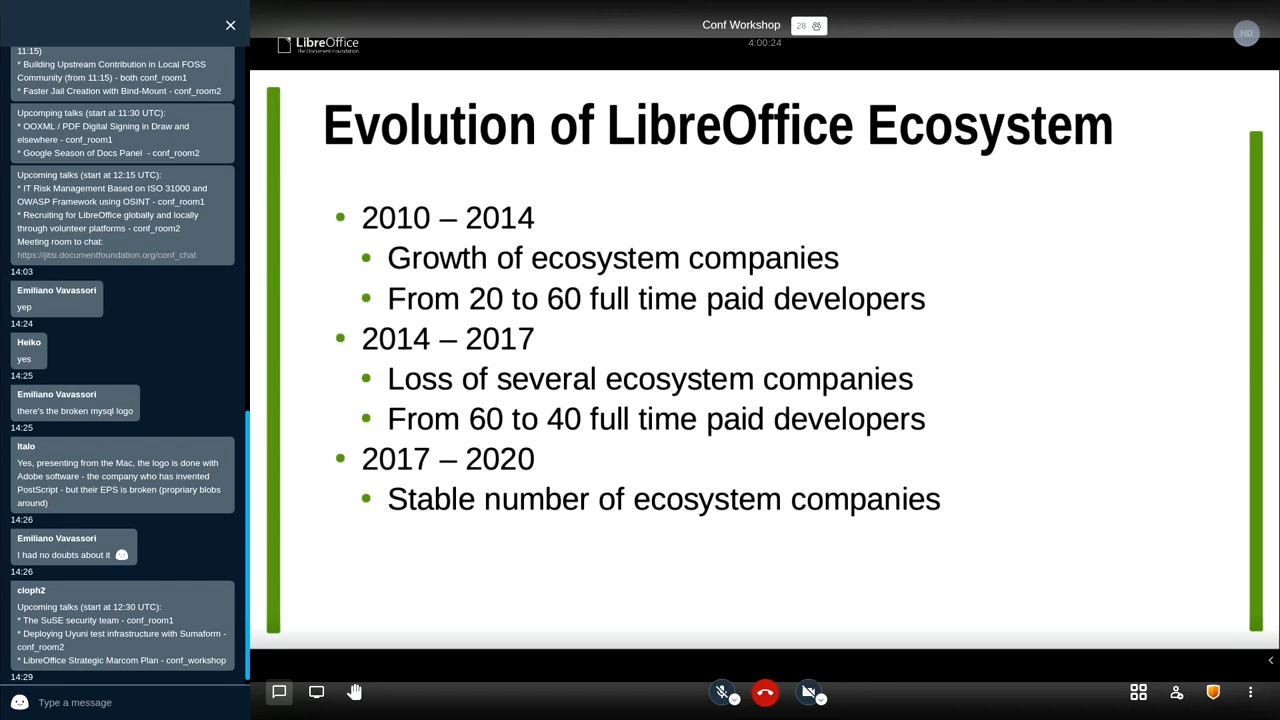 11:15)
* Building Upstream Contribution in Local FOSS
Community (from 11:15) - both conf_room1
* Faster Jail Creation with Bind-Mount - conf_room2
Upcomping talks (start at 11:30 UTC):
* OOXML / PDF Digital Signing in Draw and
elsewhere - conf_room1
* Google Season of Docs Panel - conf_room2
Upcoming talks (start at 12:15 UTC):
* IT Risk Management Based on ISO 31000 and
OWASP Framework using OSINT - conf_room1
* Recruiting for LibreOffice globally and locally
through volunteer platforms - conf_room2
Meeting room to chat:
https://jitsi.documentfoundation.org/conf_chat
14:03
Emiliano Vavassori
yep
14:24
Heiko
yes
14:25
Emiliano Vavassori
there's the broken mysql logo
14:25
Italo
Yes, presenting from the Mac, the logo is done with
Adobe software - the company who has invented
PostScript - but their EPS is broken (propriary blobs
around)
14:26
Emiliano Vavassori
I had no doubts about it
14:26
cloph2
Upcoming talks (start at 12:30 UTC):
* The SuSE security team - conf_room1
* Deploying Uyuni test infrastructure with Sumaform -
conf_room2
* LibreOffice Strategic Marcom Plan - conf_workshop
14:29
Type a message
Conf Workshop 28
4:00:24
HD
LibreOffice
The Document Foundation
Evolution of LibreOffice Ecosystem
• 2010 – 2014
• Growth of ecosystem companies
• From 20 to 60 full time paid developers
• 2014 – 2017
• Loss of several ecosystem companies
• From 60 to 40 full time paid developers
• 2017 – 2020
• Stable number of ecosystem companies